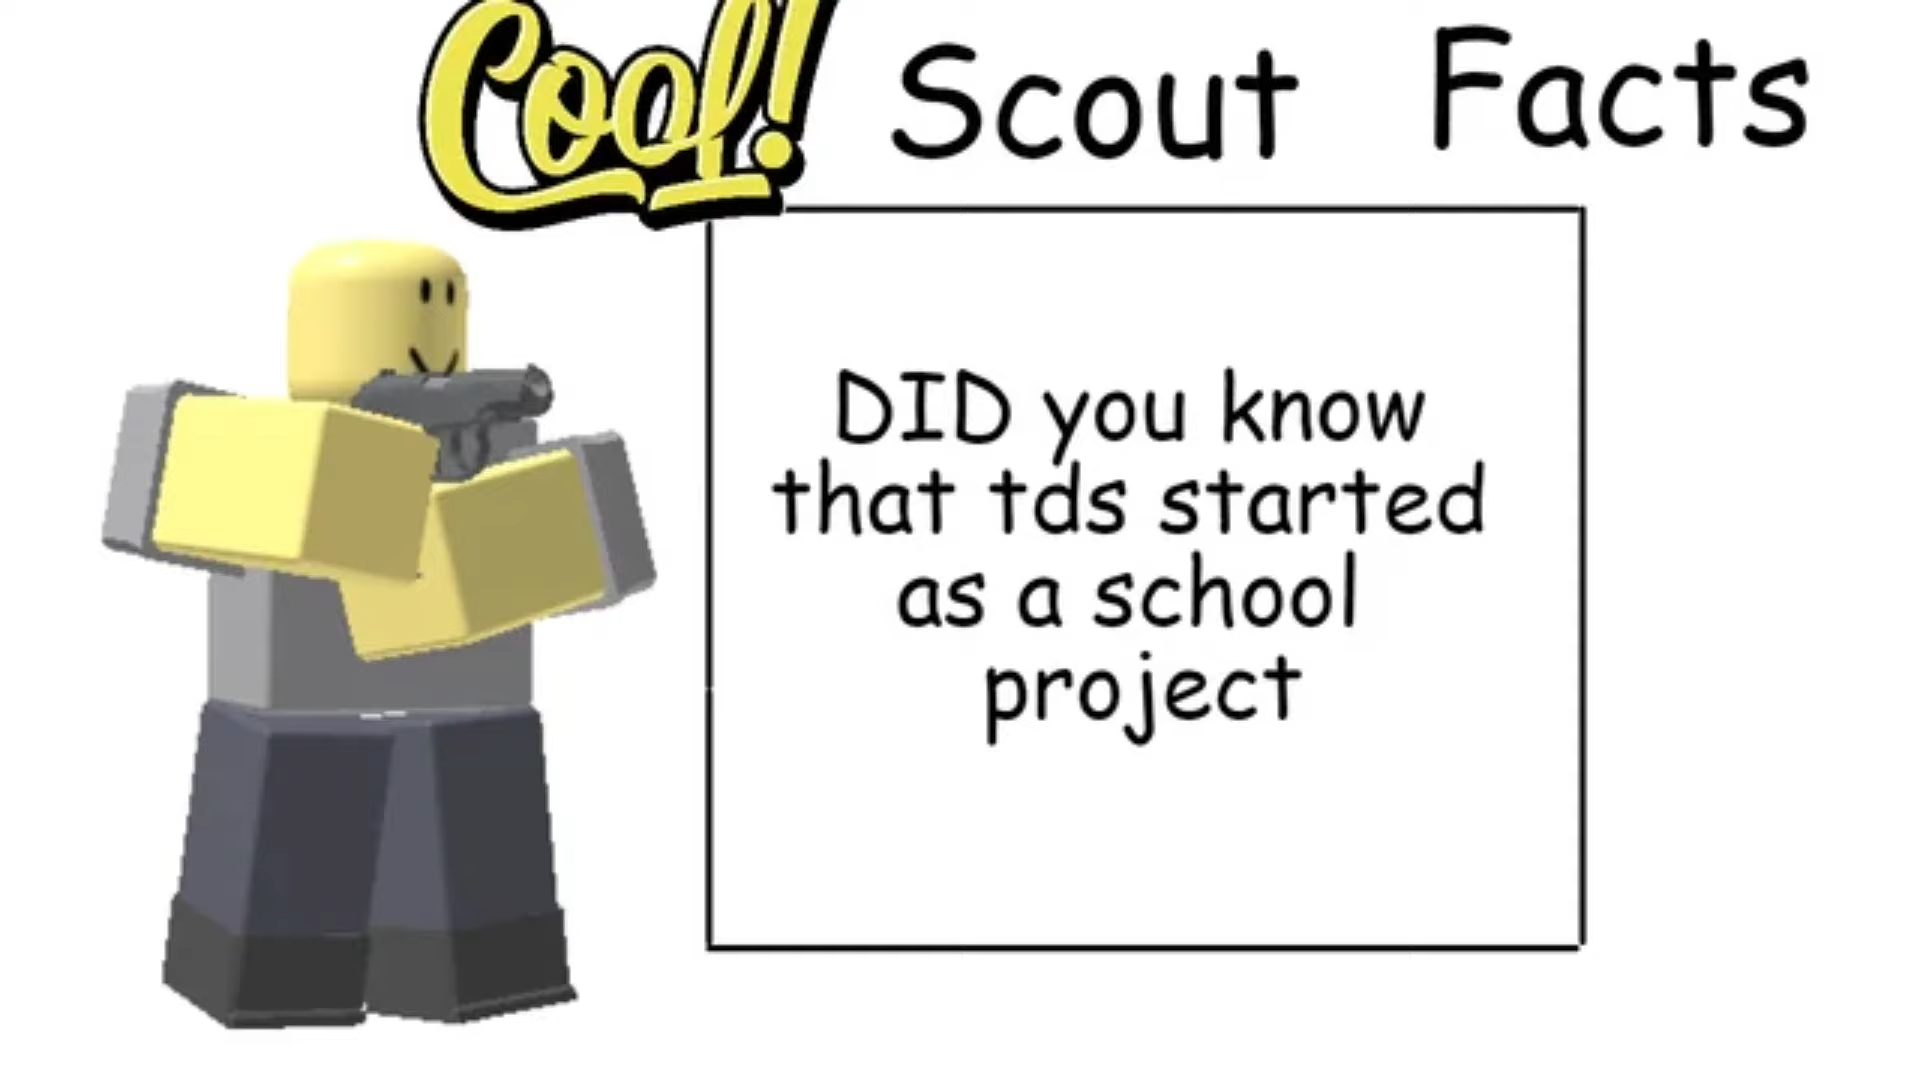 Cool! Scout Facts
DID you know
that tds started
as a school
project